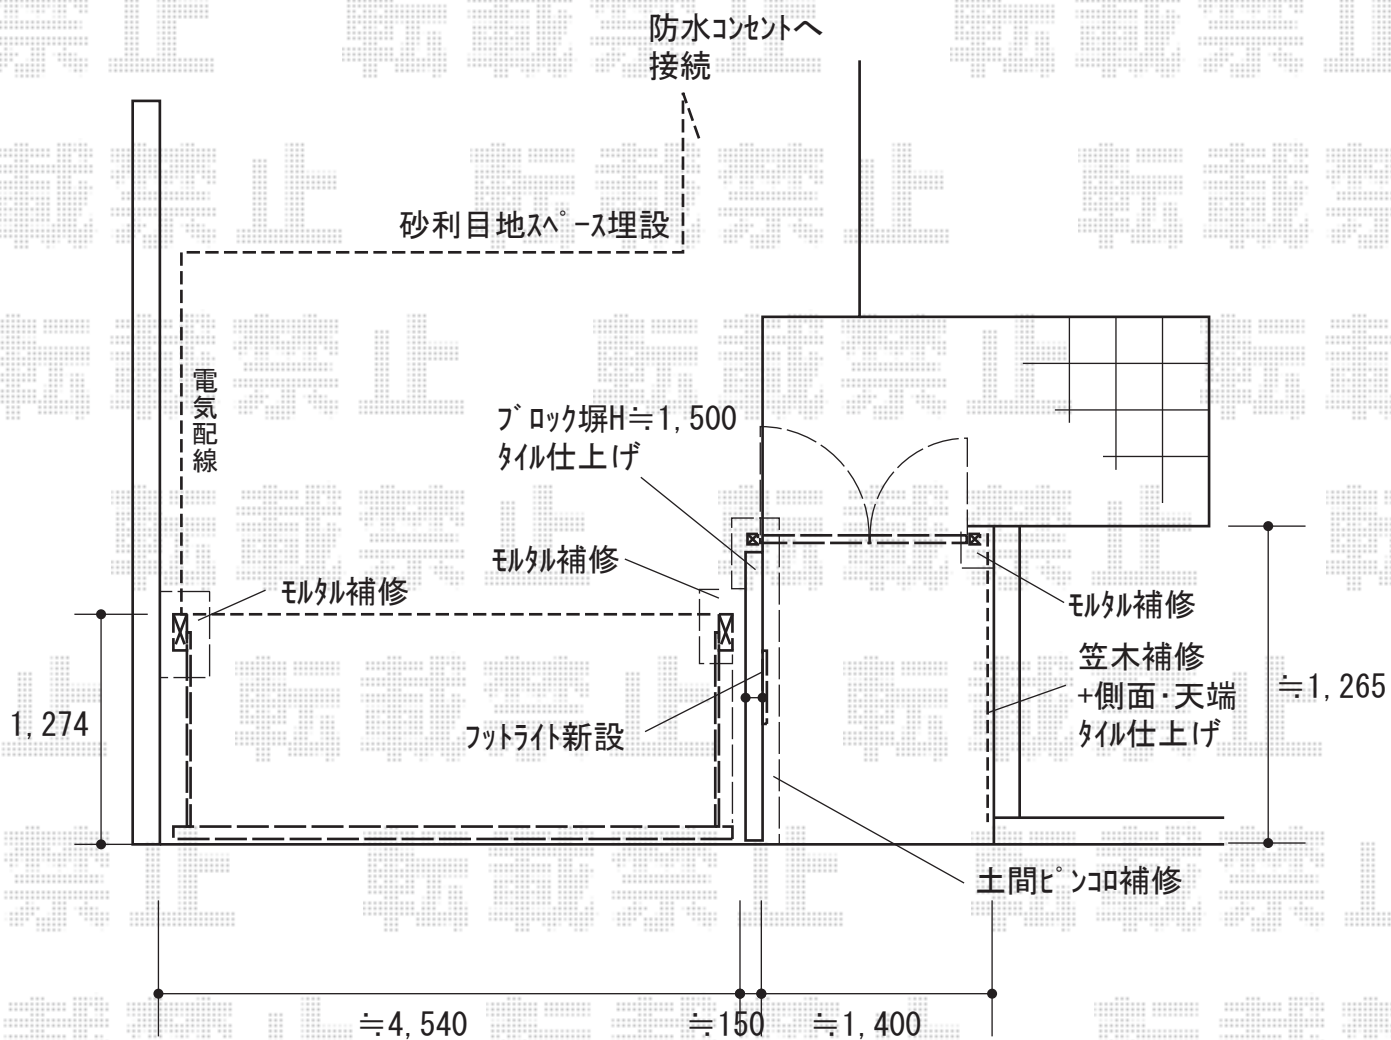 防水コンセントへ
接続
砂利目地スペース埋設
電気配線
ブロック塀H≒1,500
タイル仕上げ
モルタル補修
モルタル補修
モルタル補修
笠木補修
+側面・天端
タイル仕上げ
≒1,265
1,274
フットライト新設
土間ピンコロ補修
≒4,540
≒150
≒1,400
転載禁止